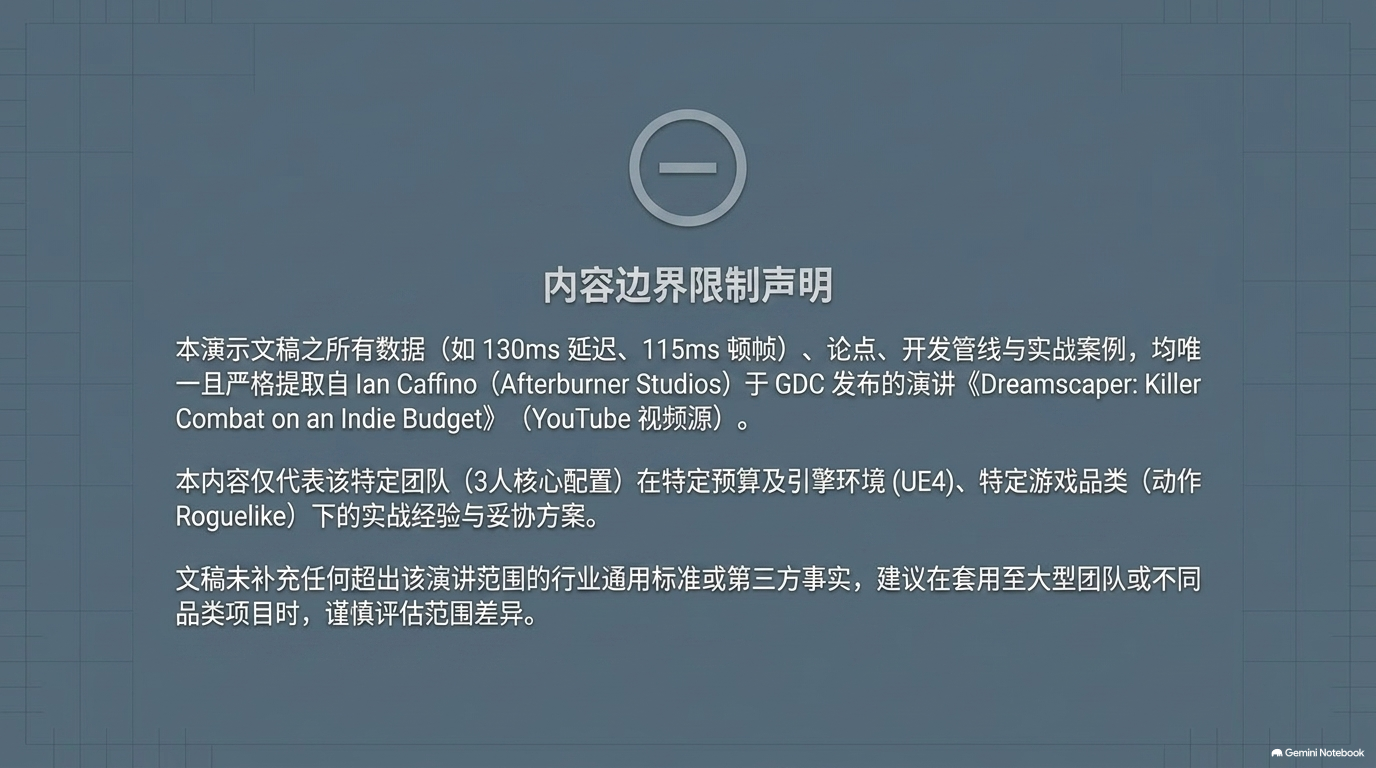 内容边界限制声明
本演示文稿之所有数据（如 130ms 延迟、115ms 顿帧）、论点、开发管线与实战案例，均唯
一且严格提取自 Ian Caffino（Afterburner Studios）于 GDC 发布的演讲《Dreamscaper: Killer
Combat on an Indie Budget》（YouTube 视频源）。
本内容仅代表该特定团队（3人核心配置）在特定预算及引擎环境 (UE4)、特定游戏品类（动作
Roguelike）下的实战经验与妥协方案。
文稿未补充任何超出该演讲范围的行业通用标准或第三方事实，建议在套用至大型团队或不同
品类项目时，谨慎评估范围差异。
Gemini Notebook